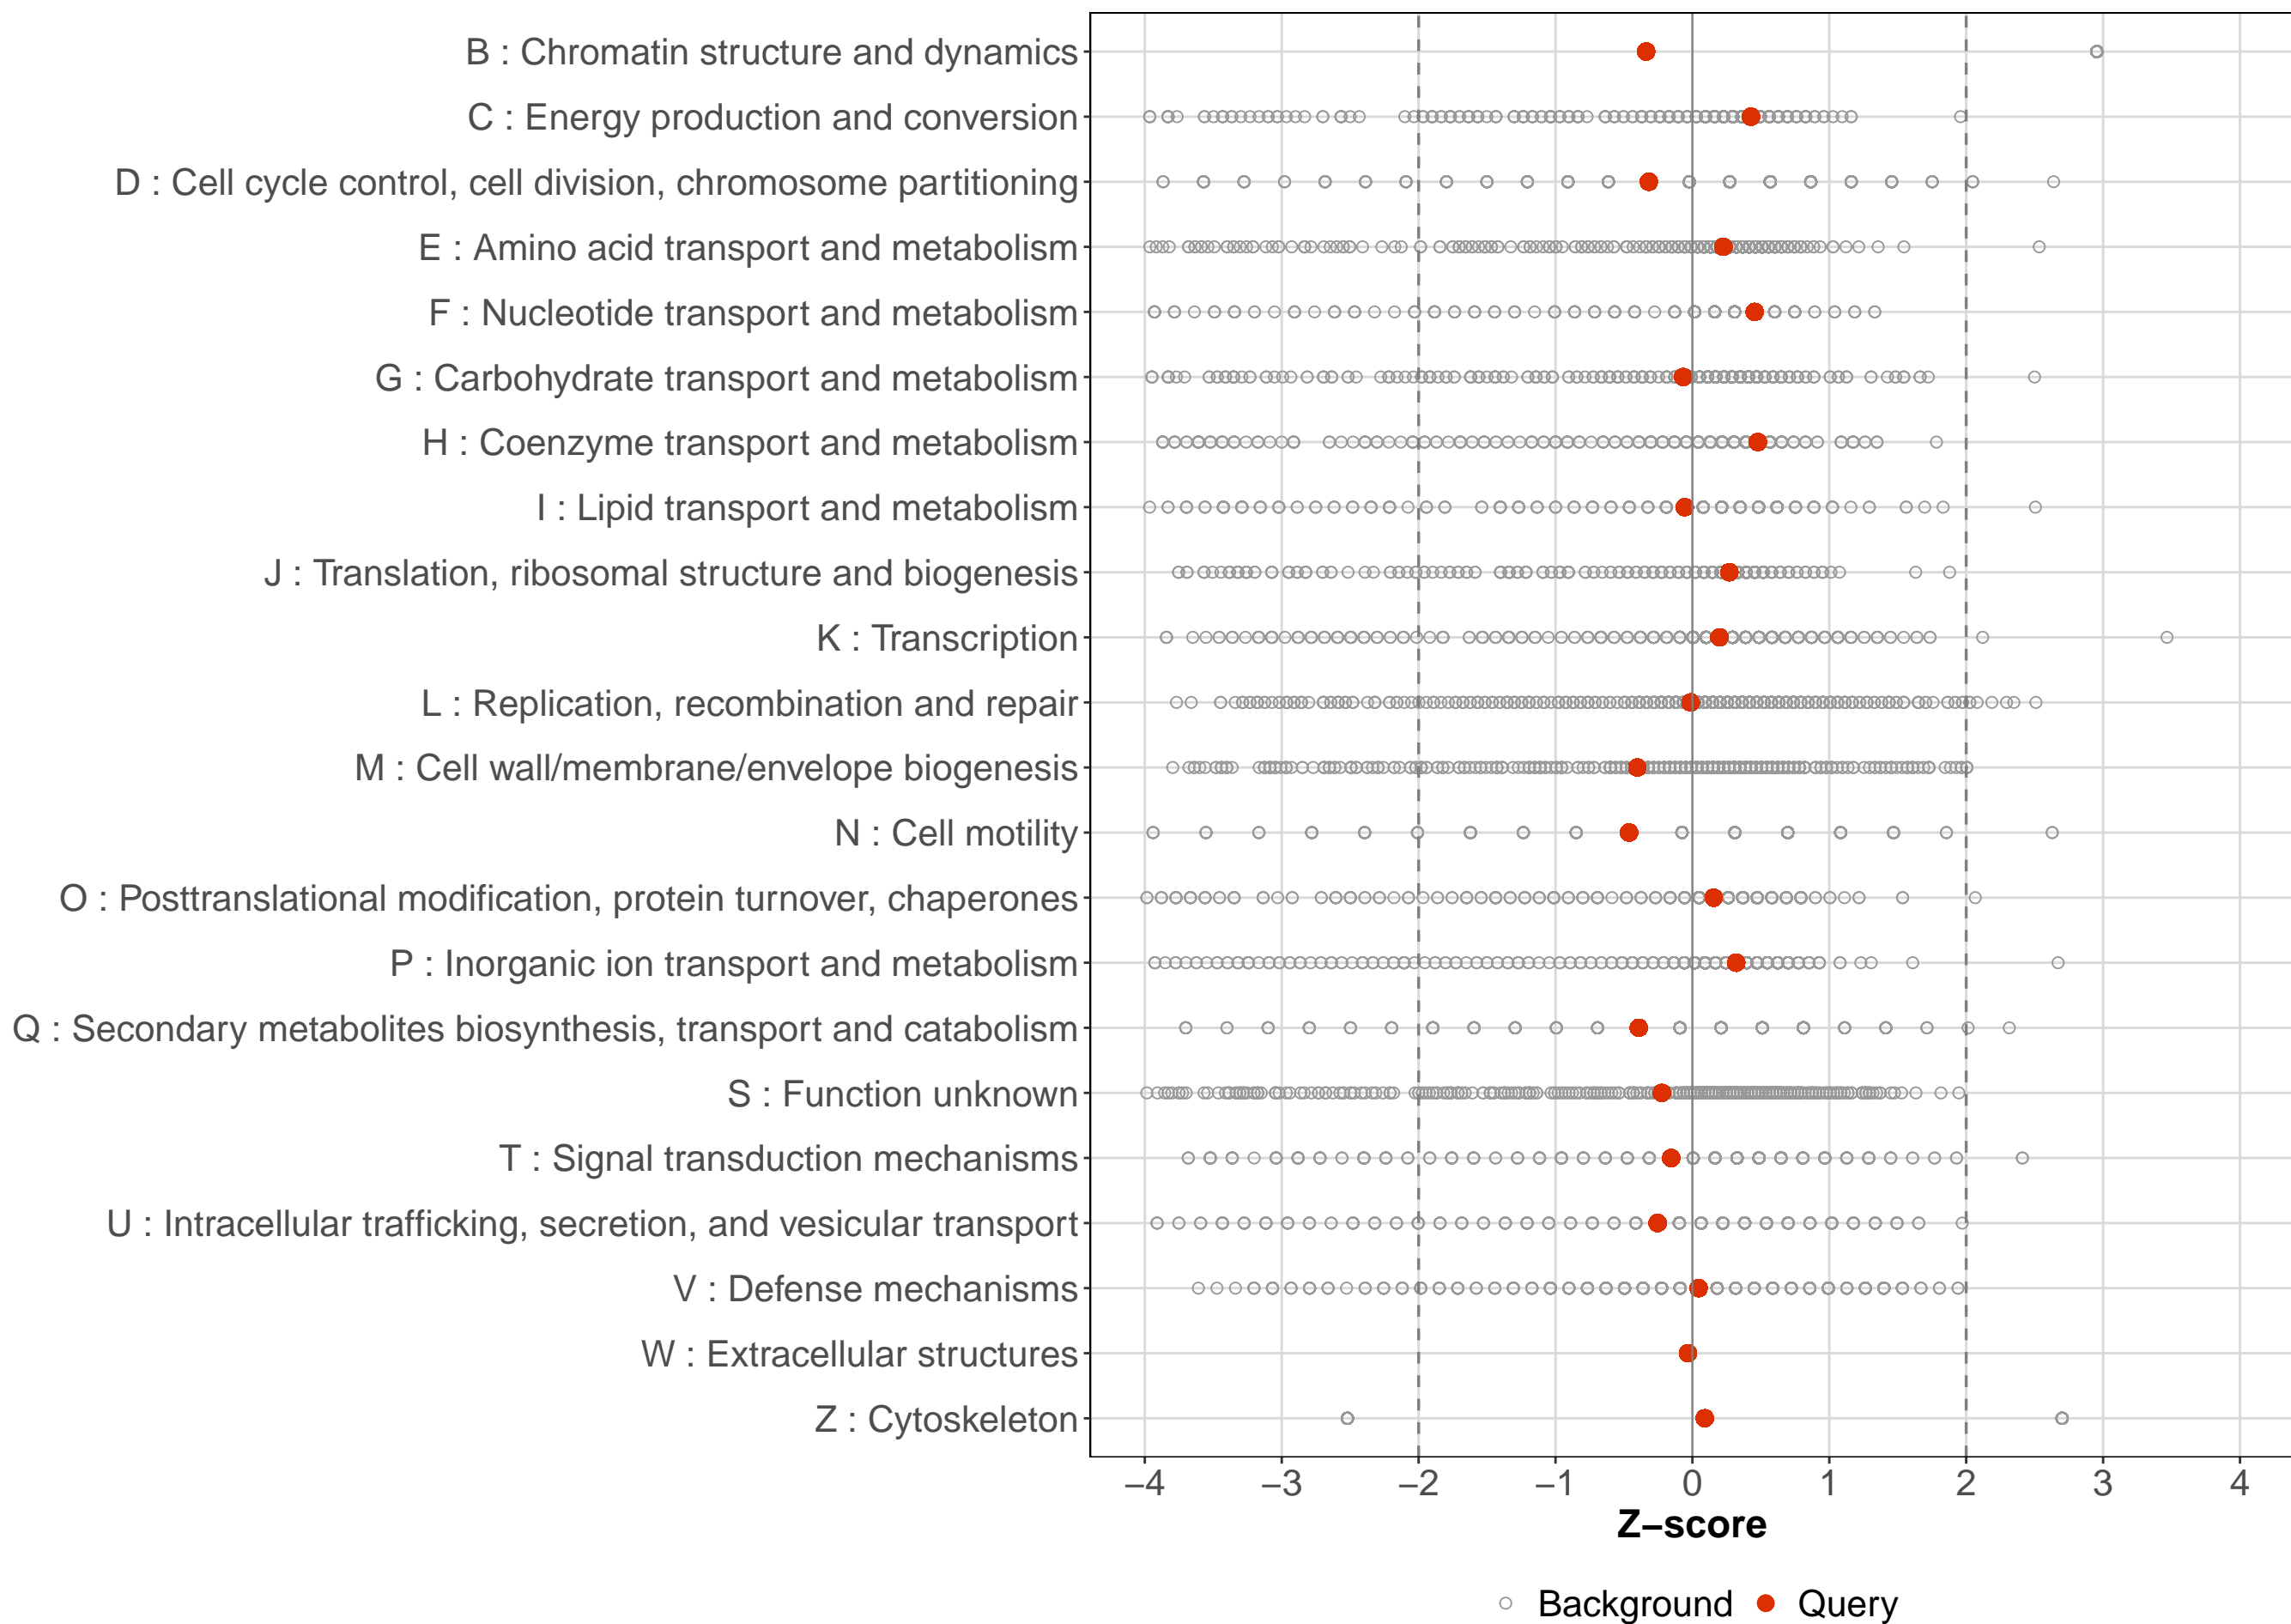 B : Chromatin structure and dynamics
C : Energy production and conversion
D : Cell cycle control, cell division, chromosome partitioning
E : Amino acid transport and metabolism
F : Nucleotide transport and metabolism
G : Carbohydrate transport and metabolism
H : Coenzyme transport and metabolism
I : Lipid transport and metabolism
J : Translation, ribosomal structure and biogenesis
K : Transcription
L : Replication, recombination and repair
M : Cell wall/membrane/envelope biogenesis
N : Cell motility
O : Posttranslational modification, protein turnover, chaperones
P : Inorganic ion transport and metabolism
Q : Secondary metabolites biosynthesis, transport and catabolism
S : Function unknown
T : Signal transduction mechanisms
U : Intracellular trafficking, secretion, and vesicular transport
V : Defense mechanisms
W : Extracellular structures
Z : Cytoskeleton
−4 −3 −2 −1 0 1 2 3 4
Z−score
Background Query